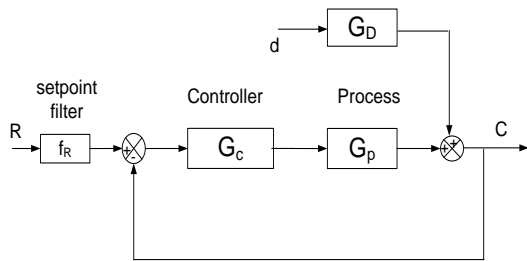 G_D
d
setpoint
filter
Controller
Process
R
C
f_R
+
-
G_c
G_p
+
+